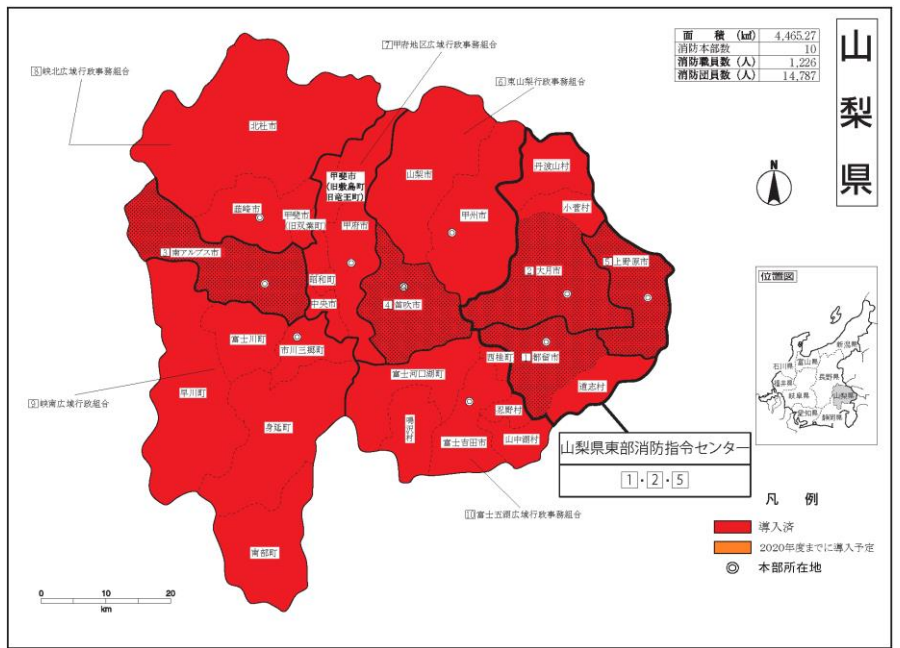 山梨県
面 積 (㎢) 4,465.27
消防本部数 10
消防職員数 (人) 1,226
消防団員数 (人) 14,787
7甲府地区広域行政事務組合
8峡北広域行政事務組合
6東山梨行政事務組合
北杜市
甲斐市
(旧敷島町
旧竜王町)
山梨市
丹波山村
小菅村
韮崎市
甲斐市
(旧双葉町)
甲府市
甲州市
3南アルプス市
昭和町
中央市
4笛吹市
2大月市
5上野原市
富士川町
市川三郷町
西桂町
1都留市
道志村
富士河口湖町
早川町
9峡南広域行政組合
身延町
鳴沢村
忍野村
富士吉田市
山中湖村
南部町
10富士五湖広域行政事務組合
山梨県東部消防指令センター
1・2・5
N
位置図
新潟県
石川県
富山県
福井県
長野県
岐阜県
山梨県
愛知県
静岡県
凡 例
導入済
2020年度までに導入予定
本部所在地
0 10 20
km